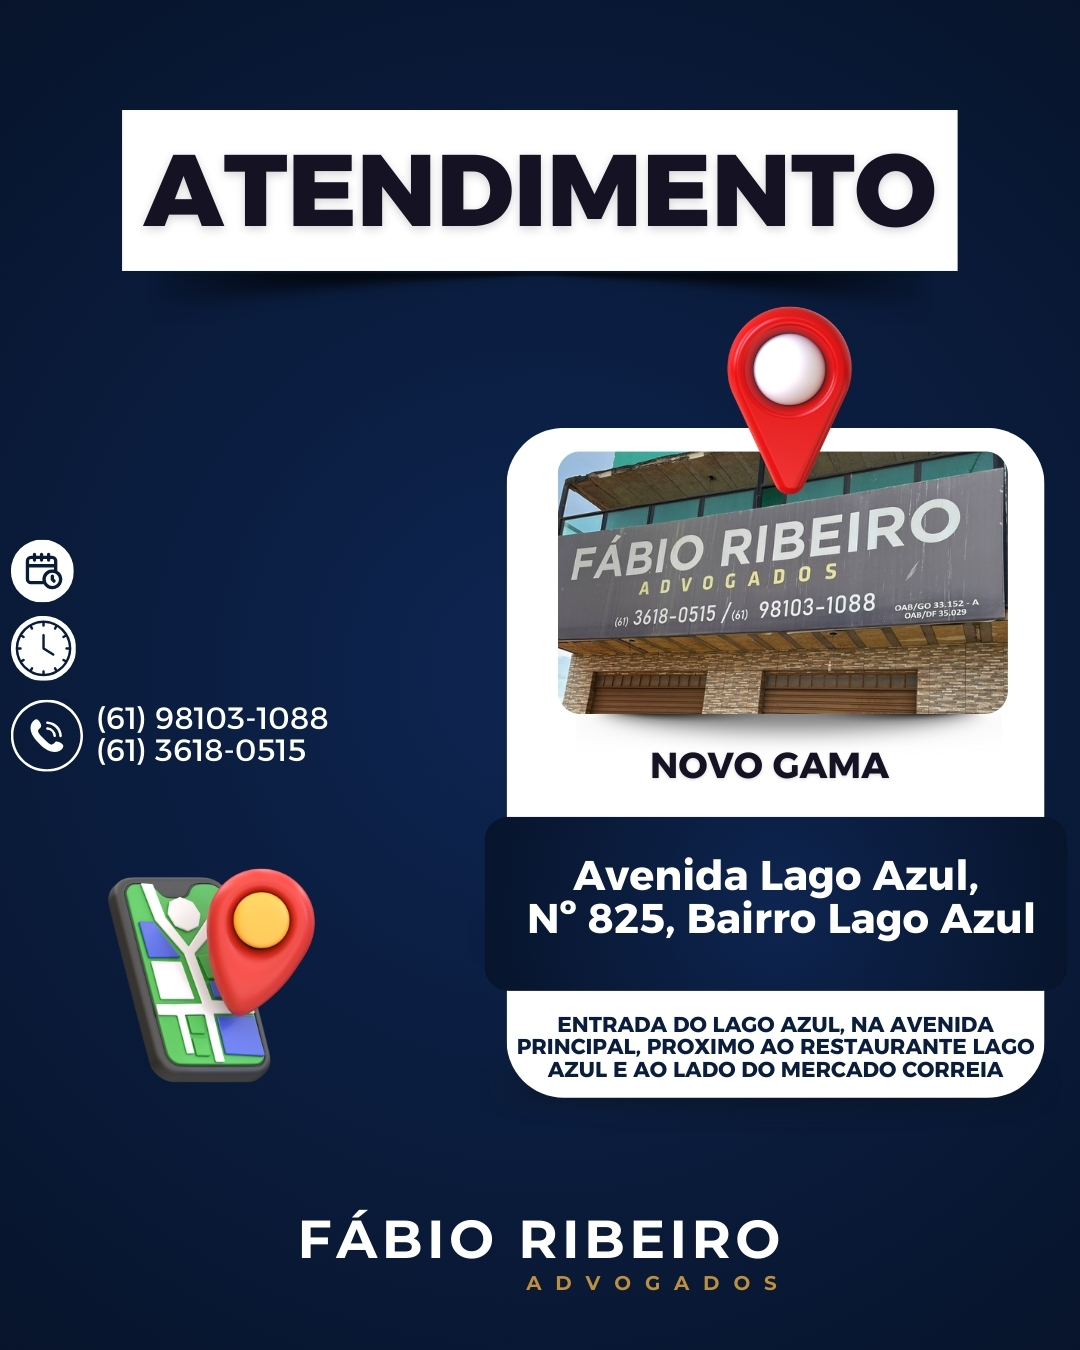 ATENDIMENTO
FÁBIO RIBEIRO
ADVOGADOS
(61) 3618-0515 /(61) 98103-1088
OAB/GO 33.152 - A
OAB/DF 35.029
(61) 98103-1088
(61) 3618-0515
NOVO GAMA
Avenida Lago Azul,
Nº 825, Bairro Lago Azul
ENTRADA DO LAGO AZUL, NA AVENIDA
PRINCIPAL, PROXIMO AO RESTAURANTE LAGO
AZUL E AO LADO DO MERCADO CORREIA
FÁBIO RIBEIRO
ADVOGADOS